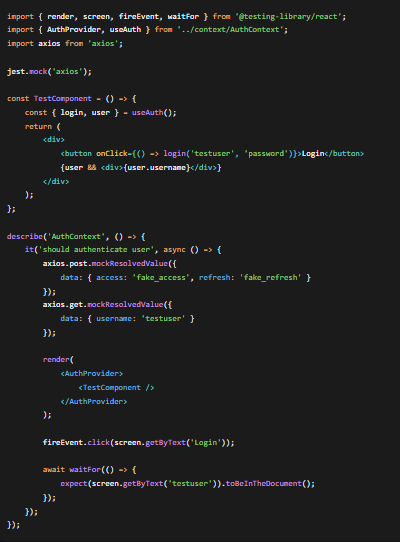 import { render, screen, fireEvent, waitFor } from '@testing-library/react';
import { AuthProvider, useAuth } from '../context/AuthContext';
import axios from 'axios';

jest.mock('axios');

const TestComponent = () => {
    const { login, user } = useAuth();
    return (
        <div>
            <button onClick={() => login('testuser', 'password')}>Login</button>
            {user && <div>{user.username}</div>}
        </div>
    );
};

describe('AuthContext', () => {
    it('should authenticate user', async () => {
        axios.post.mockResolvedValue({
            data: { access: 'fake_access', refresh: 'fake_refresh' }
        });
        axios.get.mockResolvedValue({
            data: { username: 'testuser' }
        });

        render(
            <AuthProvider>
                <TestComponent />
            </AuthProvider>
        );

        fireEvent.click(screen.getByText('Login'));

        await waitFor(() => {
            expect(screen.getByText('testuser')).toBeInTheDocument();
        });
    });
});